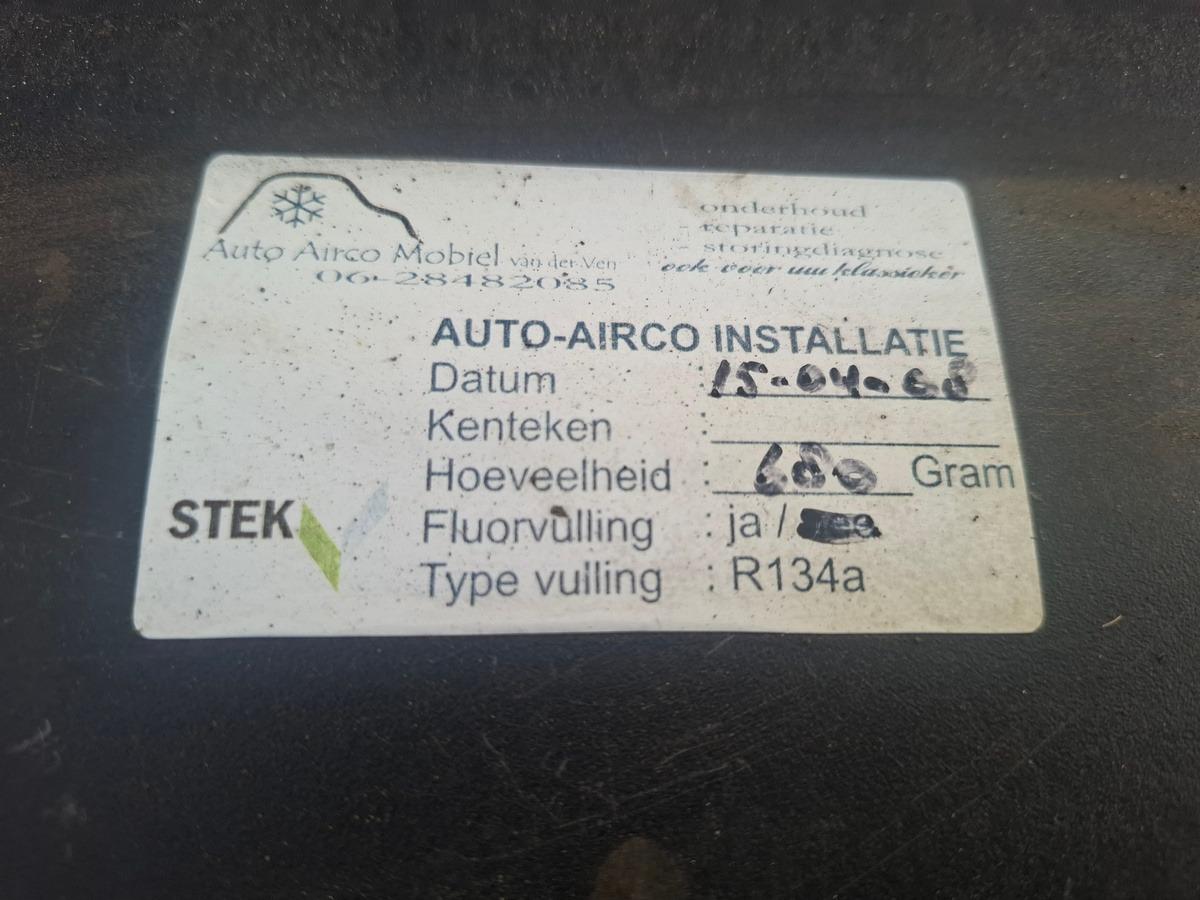 Auto Airco Mobiel van der Ven
06-28482085
onderhoud
- reparatie
storingdiagnose
ook voor uw klassieker
AUTO-AIRCO INSTALLATIE
Datum : 15-04-08
Kenteken :
Hoeveelheid : 680 Gram
Fluorvulling : ja /
Type vulling : R134a
STEK